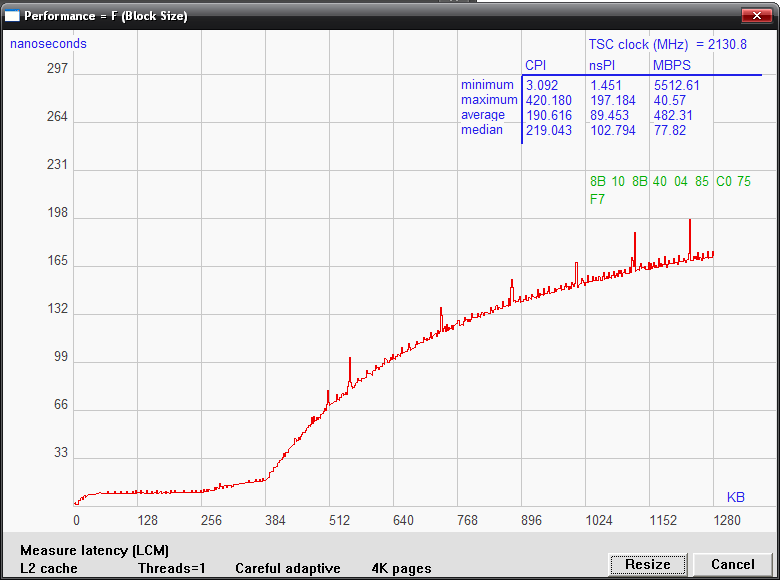 Performance = F (Block Size)
nanoseconds
TSC clock (MHz) = 2130.8
CPI nsPI MBPS
minimum 3.092 1.451 5512.61
maximum 420.180 197.184 40.57
average 190.616 89.453 482.31
median 219.043 102.794 77.82
8B 10 8B 40 04 85 C0 75
F7
297
264
231
198
165
132
99
66
33
KB
0 128 256 384 512 640 768 896 1024 1152 1280
Measure latency (LCM)
L2 cache Threads=1 Careful adaptive 4K pages
Resize Cancel